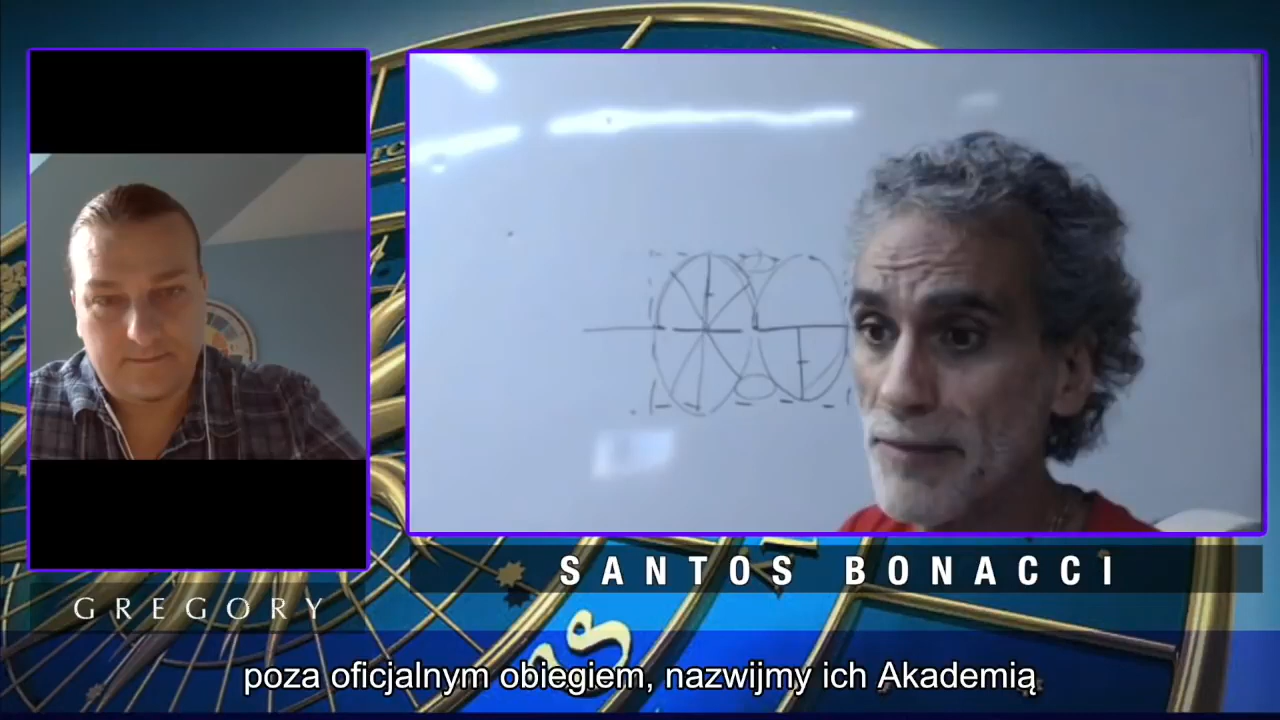 SANTOS BONACCI
GREGORY
poza oficjalnym obiegiem, nazwijmy ich Akademią